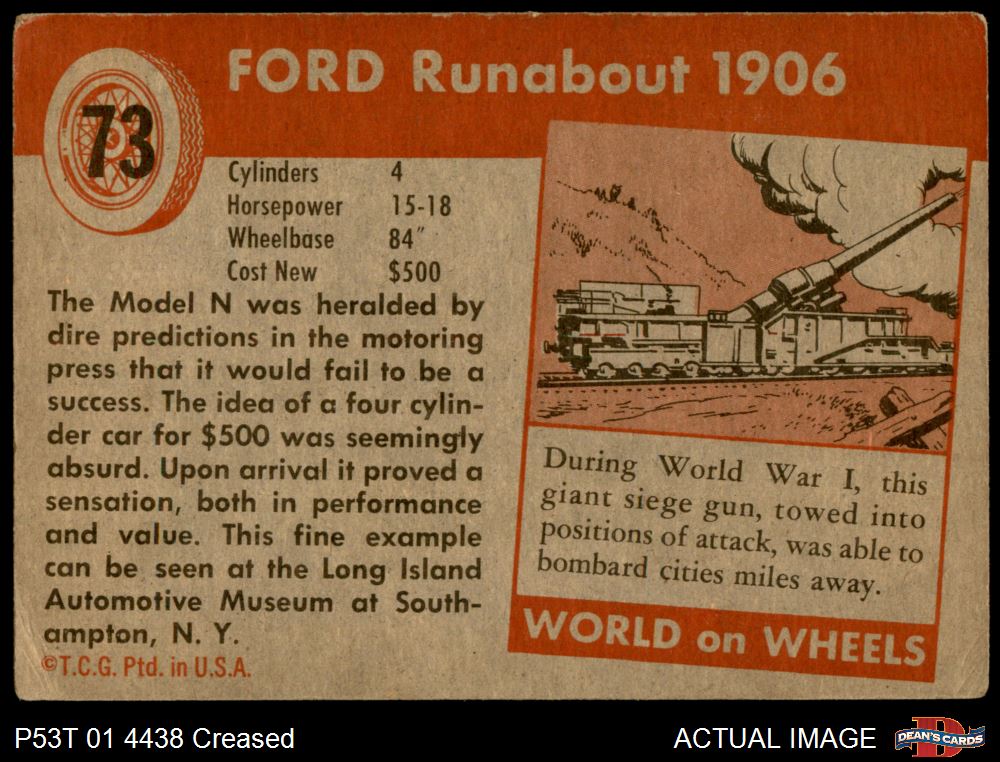 73
FORD Runabout 1906
Cylinders 4
Horsepower 15-18
Wheelbase 84"
Cost New $500
The Model N was heralded by
dire predictions in the motoring
press that it would fail to be a
success. The idea of a four cylin-
der car for $500 was seemingly
absurd. Upon arrival it proved a
sensation, both in performance
and value. This fine example
can be seen at the Long Island
Automotive Museum at South-
ampton, N. Y.
©T.C.G. Ptd. in U.S.A.
During World War I, this
giant siege gun, towed into
positions of attack, was able to
bombard cities miles away.
WORLD on WHEELS
P53T 01 4438 Creased
ACTUAL IMAGE
D
DEAN'S CARDS